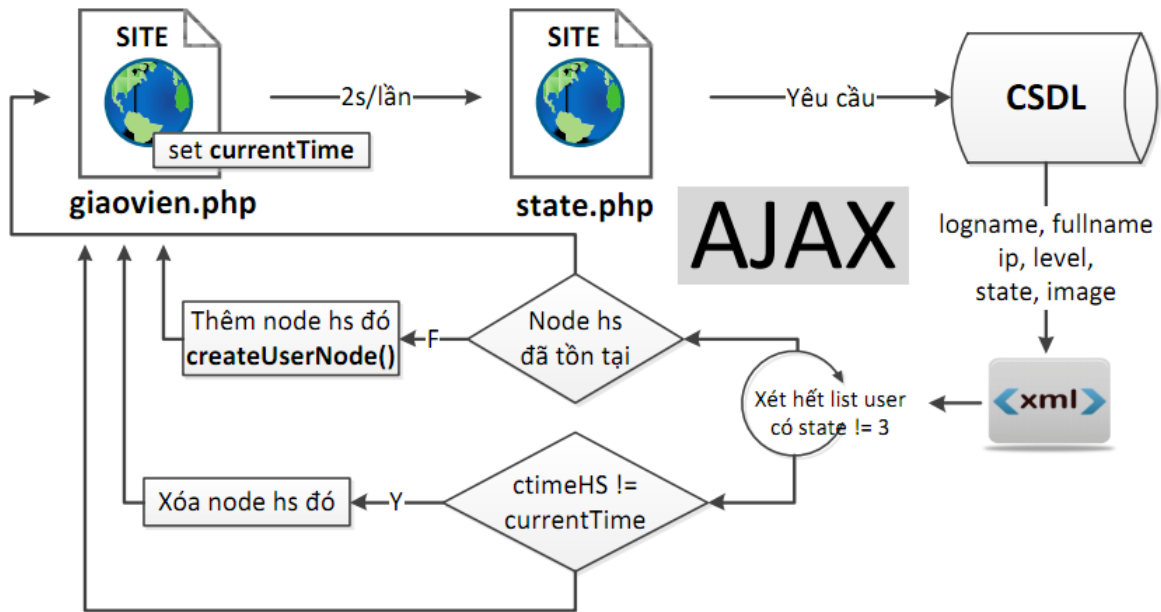 SITE
SITE
2s/lần
Yêu cầu
CSDL
set currentTime
giaovien.php
state.php
AJAX
logname, fullname
ip, level,
state, image
Thêm node hs đó
createUserNode()
F
Node hs
đã tồn tại
Xét hết list user
có state != 3
<xml>
Xóa node hs đó
Y
ctimeHS !=
currentTime